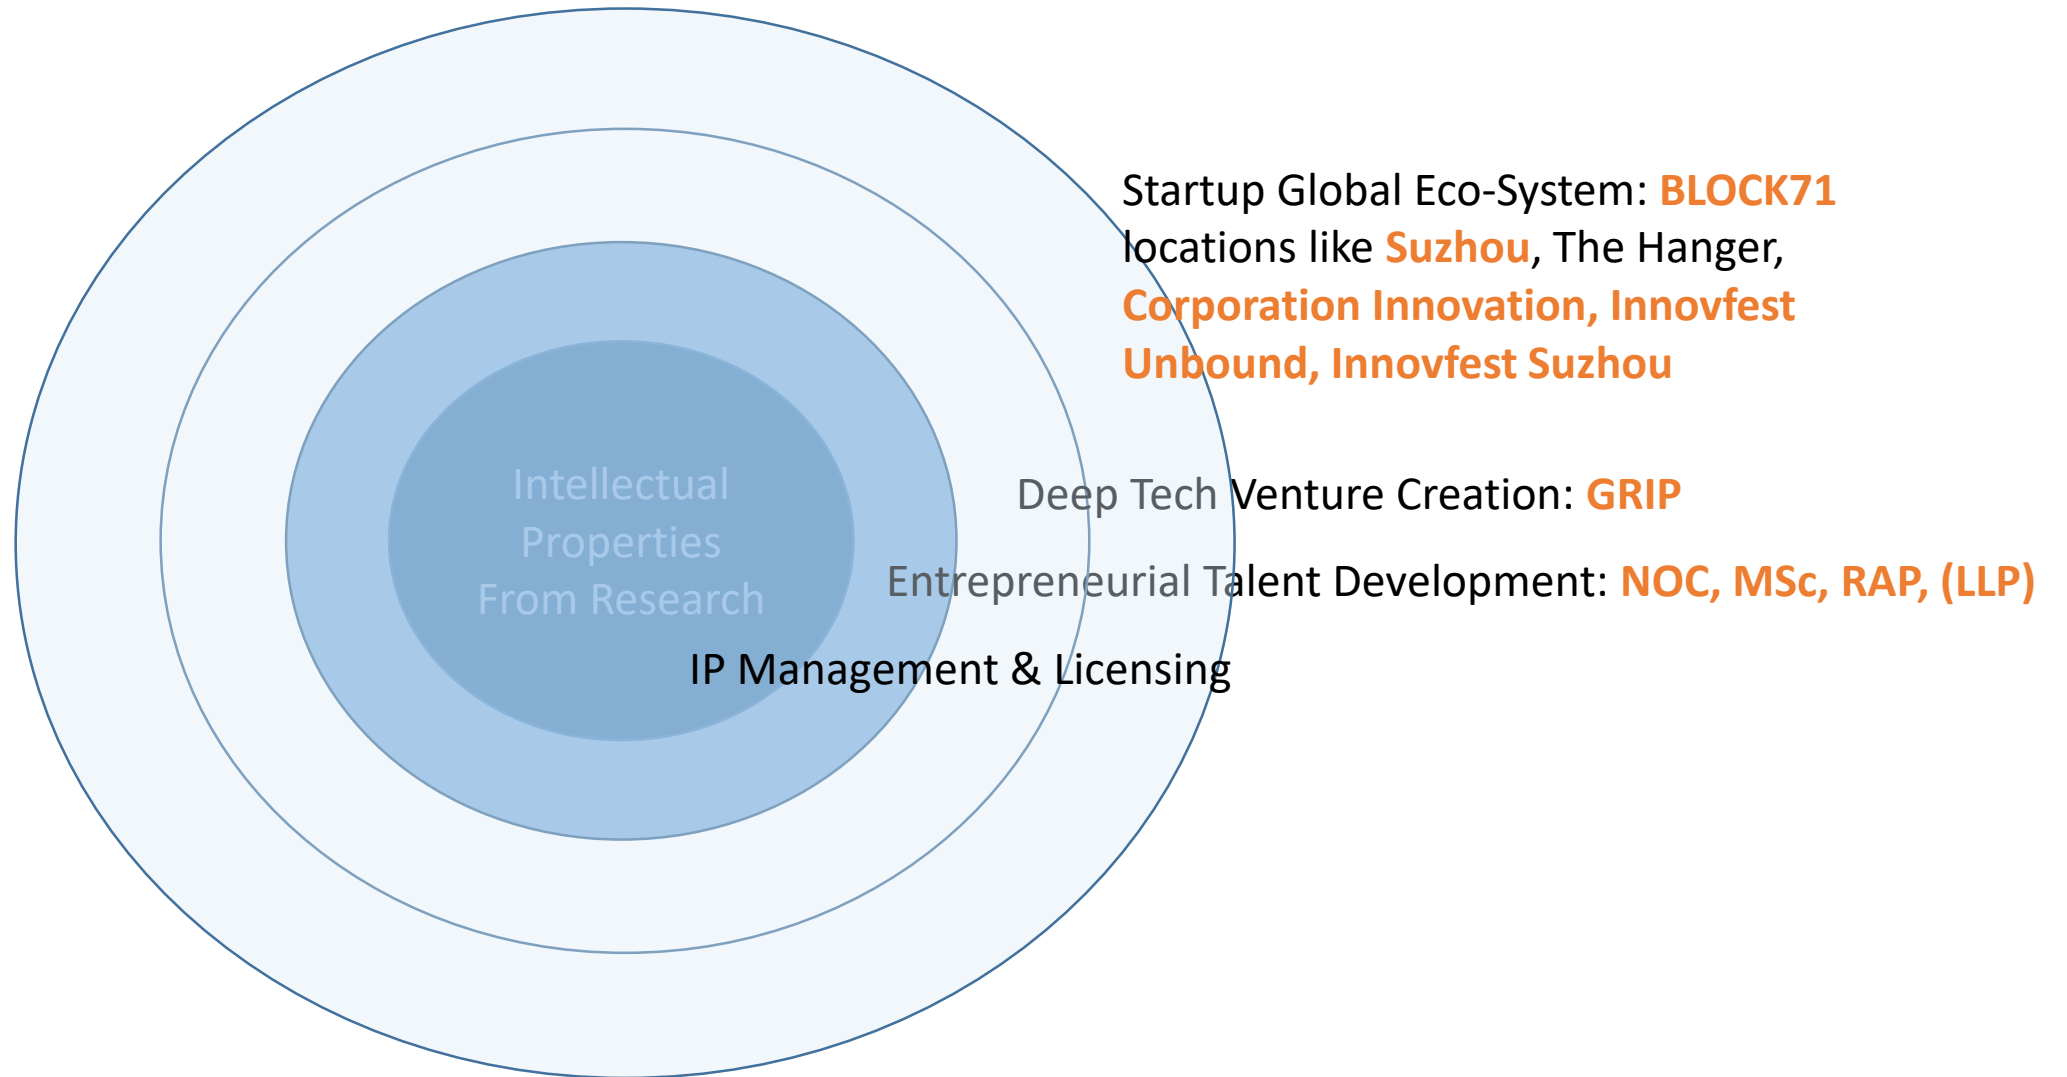 Startup Global Eco-System: BLOCK71
locations like Suzhou, The Hanger,
Corporation Innovation, Innovfest
Unbound, Innovfest Suzhou
Intellectual
Properties
From Research
Deep Tech Venture Creation: GRIP
Entrepreneurial Talent Development: NOC, MSc, RAP, (LLP)
IP Management & Licensing